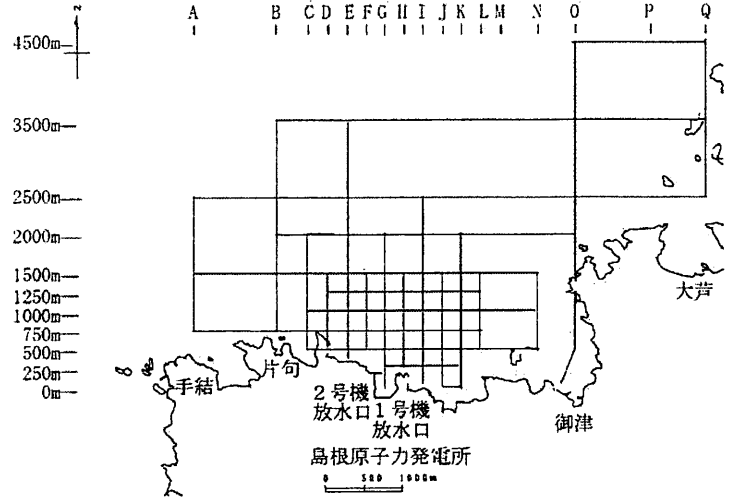 A B C D E F G H I J K L M N O P Q
z
4500m
3500m
2500m
2000m
1500m
1250m
1000m
750m
500m
250m
0m
大芦
片句
手結
2号機
放水口
1号機
放水口
御津
島根原子力発電所
0 500 1000m